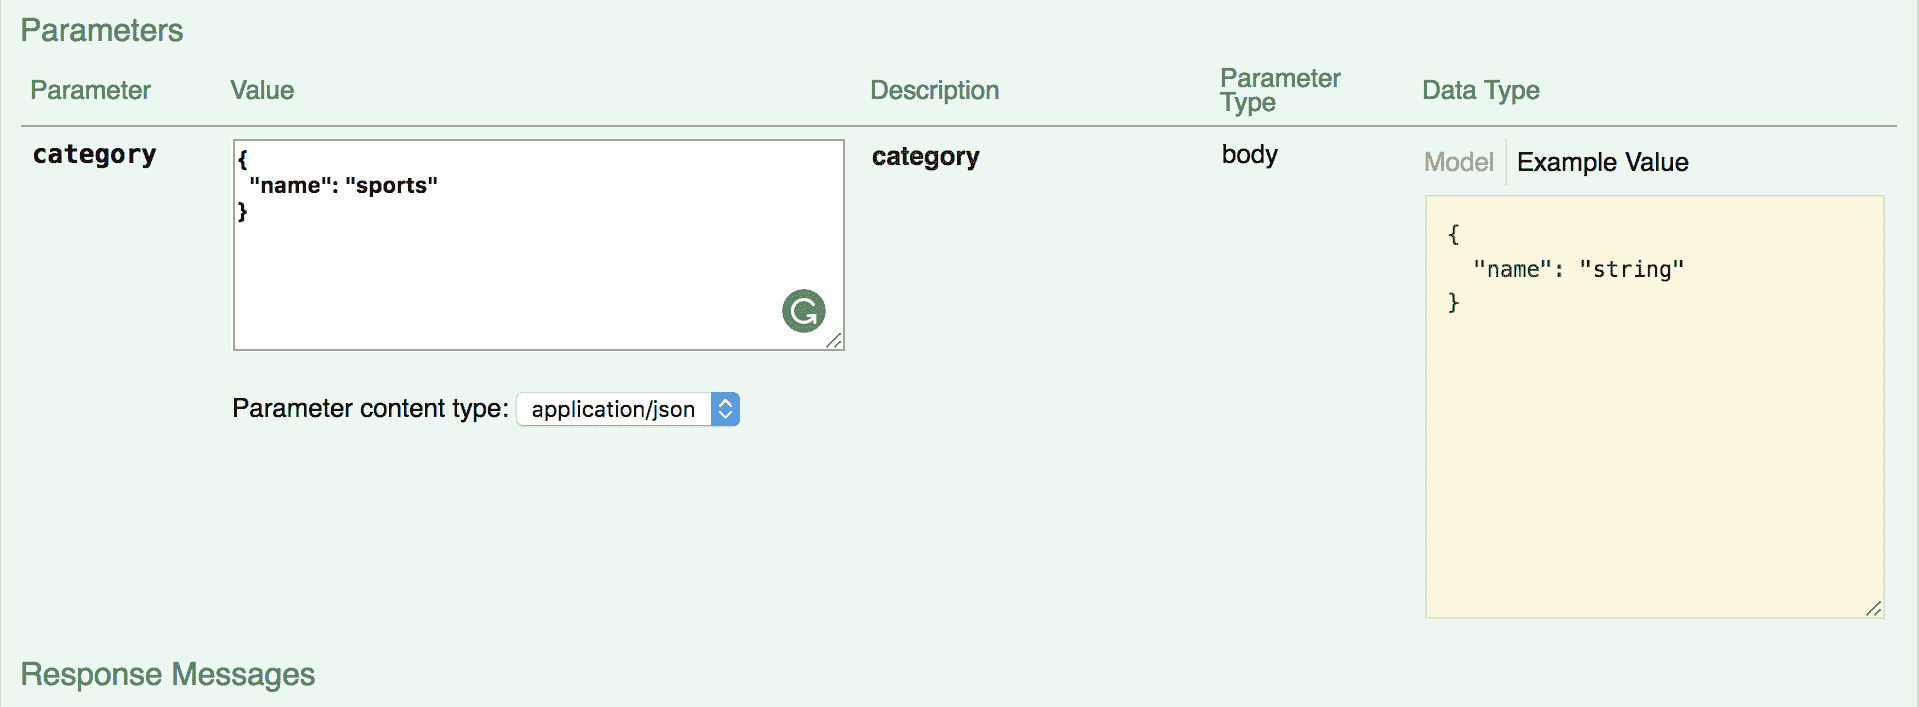 Parameters
Parameter Value Description Parameter Type Data Type
category
{
"name": "sports"
}
Parameter content type: application/json
category
body
Model Example Value
{
"name": "string"
}
Response Messages